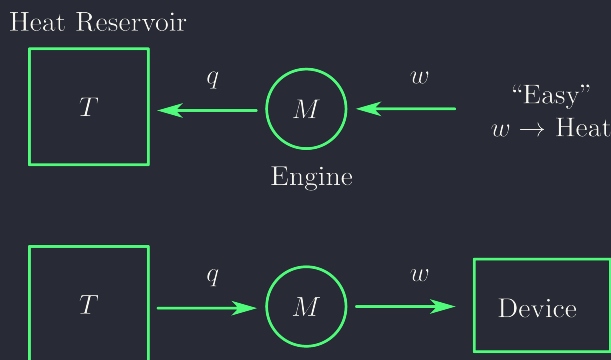 Heat Reservoir
T
q
M
w
“Easy”
w → Heat
Engine
T
q
M
w
Device